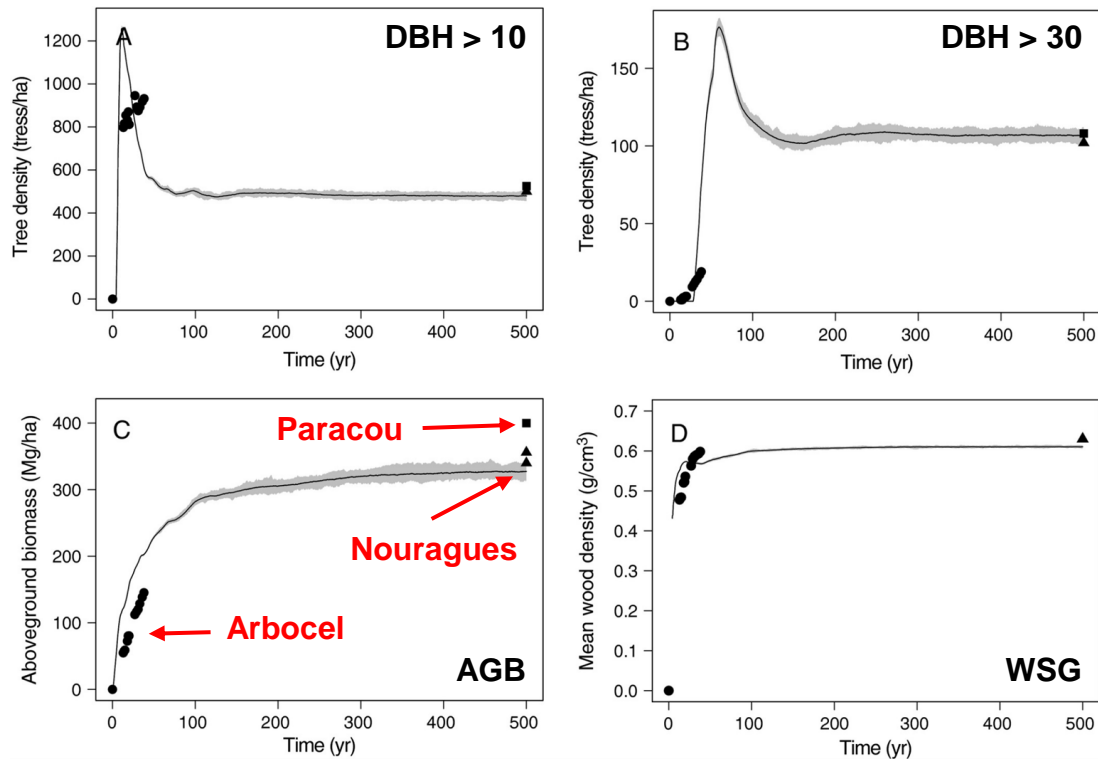 A
DBH > 10
Tree density (tress/ha)
1200
1000
800
600
400
200
0
0 100 200 300 400 500
Time (yr)
B
DBH > 30
Tree density (tress/ha)
150
100
50
0
0 100 200 300 400 500
Time (yr)
C
Paracou
Nouragues
Arbocel
AGB
Aboveground biomass (Mg/ha)
400
300
200
100
0
0 100 200 300 400 500
Time (yr)
D
WSG
Mean wood density (g/cm³)
0.7
0.6
0.5
0.4
0.3
0.2
0.1
0.0
0 100 200 300 400 500
Time (yr)